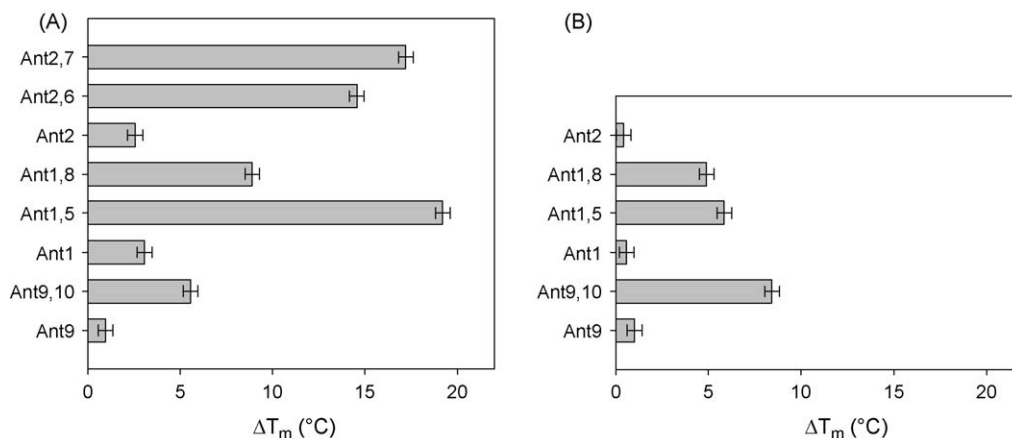 (A)
Ant2,7
Ant2,6
Ant2
Ant1,8
Ant1,5
Ant1
Ant9,10
Ant9
0 5 10 15 20
ΔTm (°C)
(B)
Ant2
Ant1,8
Ant1,5
Ant1
Ant9,10
Ant9
0 5 10 15 20
ΔTm (°C)